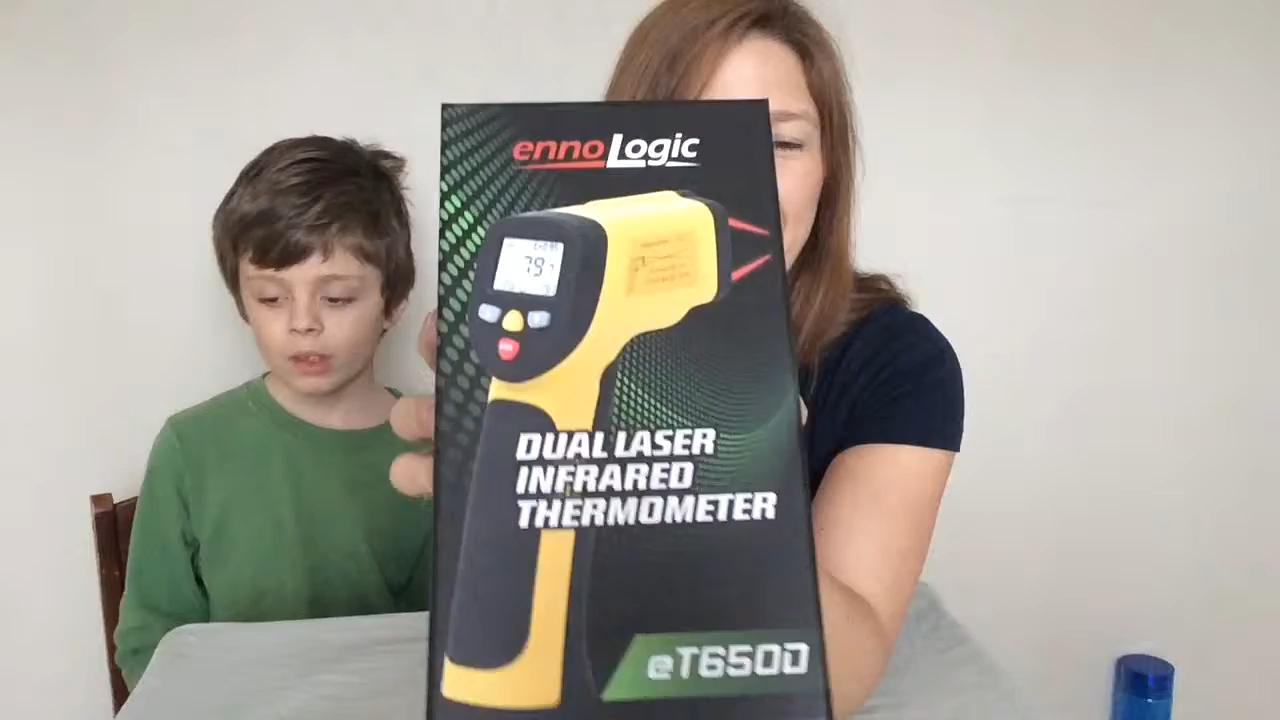 ennoLogic
DUAL LASER
INFRARED
THERMOMETER
eT650D